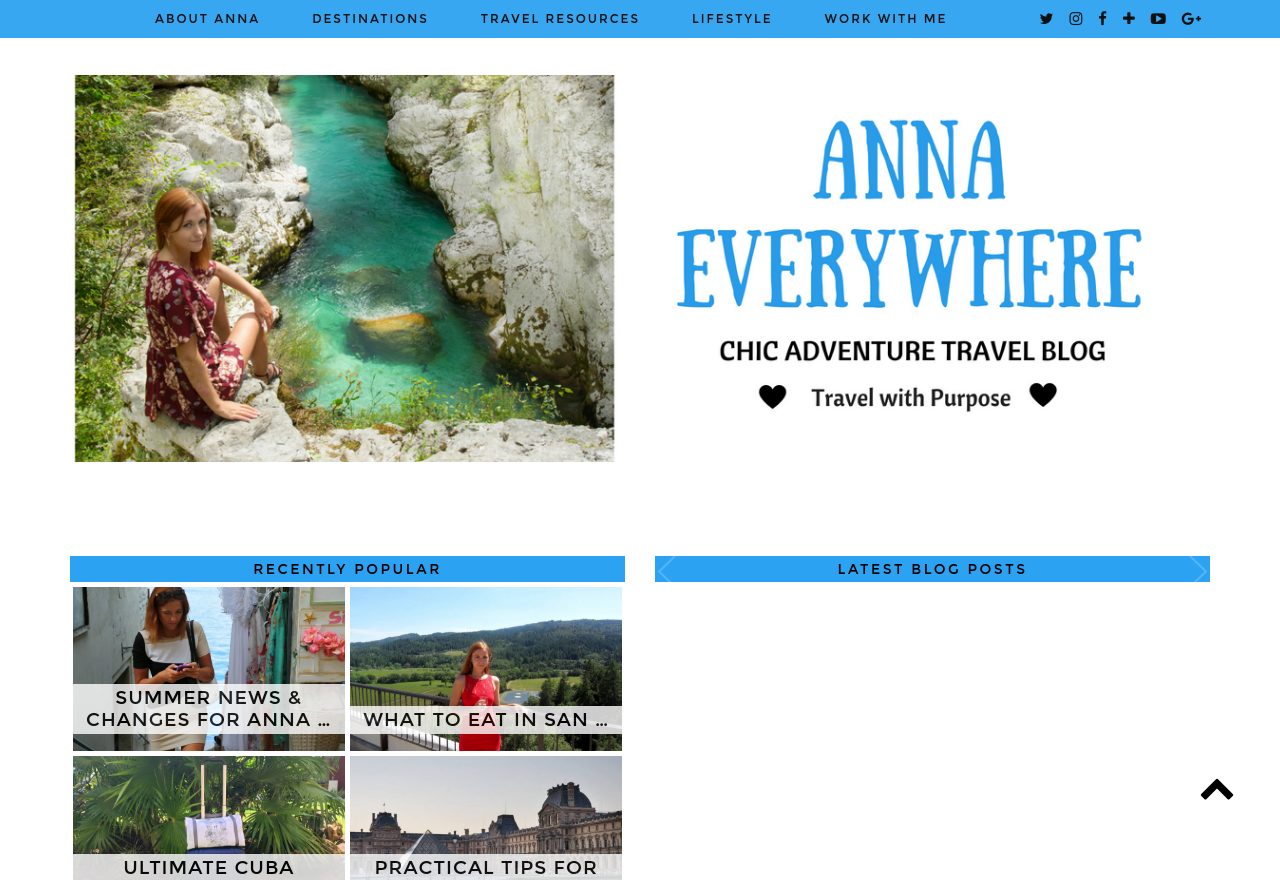 ABOUT ANNA
DESTINATIONS
TRAVEL RESOURCES
LIFESTYLE
WORK WITH ME
ANNA
EVERYWHERE
CHIC ADVENTURE TRAVEL BLOG
Travel with Purpose
RECENTLY POPULAR
LATEST BLOG POSTS
SUMMER NEWS &
CHANGES FOR ANNA ...
WHAT TO EAT IN SAN ...
ULTIMATE CUBA
PRACTICAL TIPS FOR